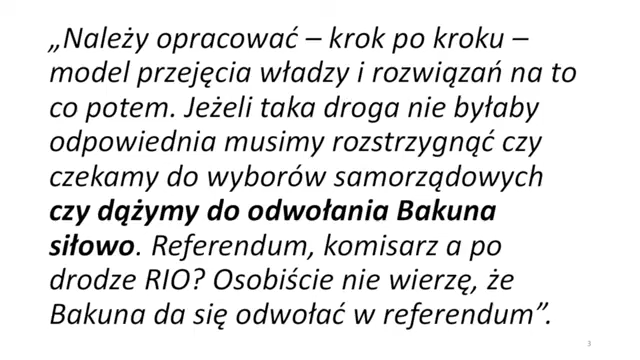 „Należy opracować – krok po kroku –
model przejęcia władzy i rozwiązań na to
co potem. Jeżeli taka droga nie byłaby
odpowiednia musimy rozstrzygnąć czy
czekamy do wyborów samorządowych
czy dążymy do odwołania Bakuna
siłowo. Referendum, komisarz a po
drodze RIO? Osobiście nie wierzę, że
Bakuna da się odwołać w referendum”.
3